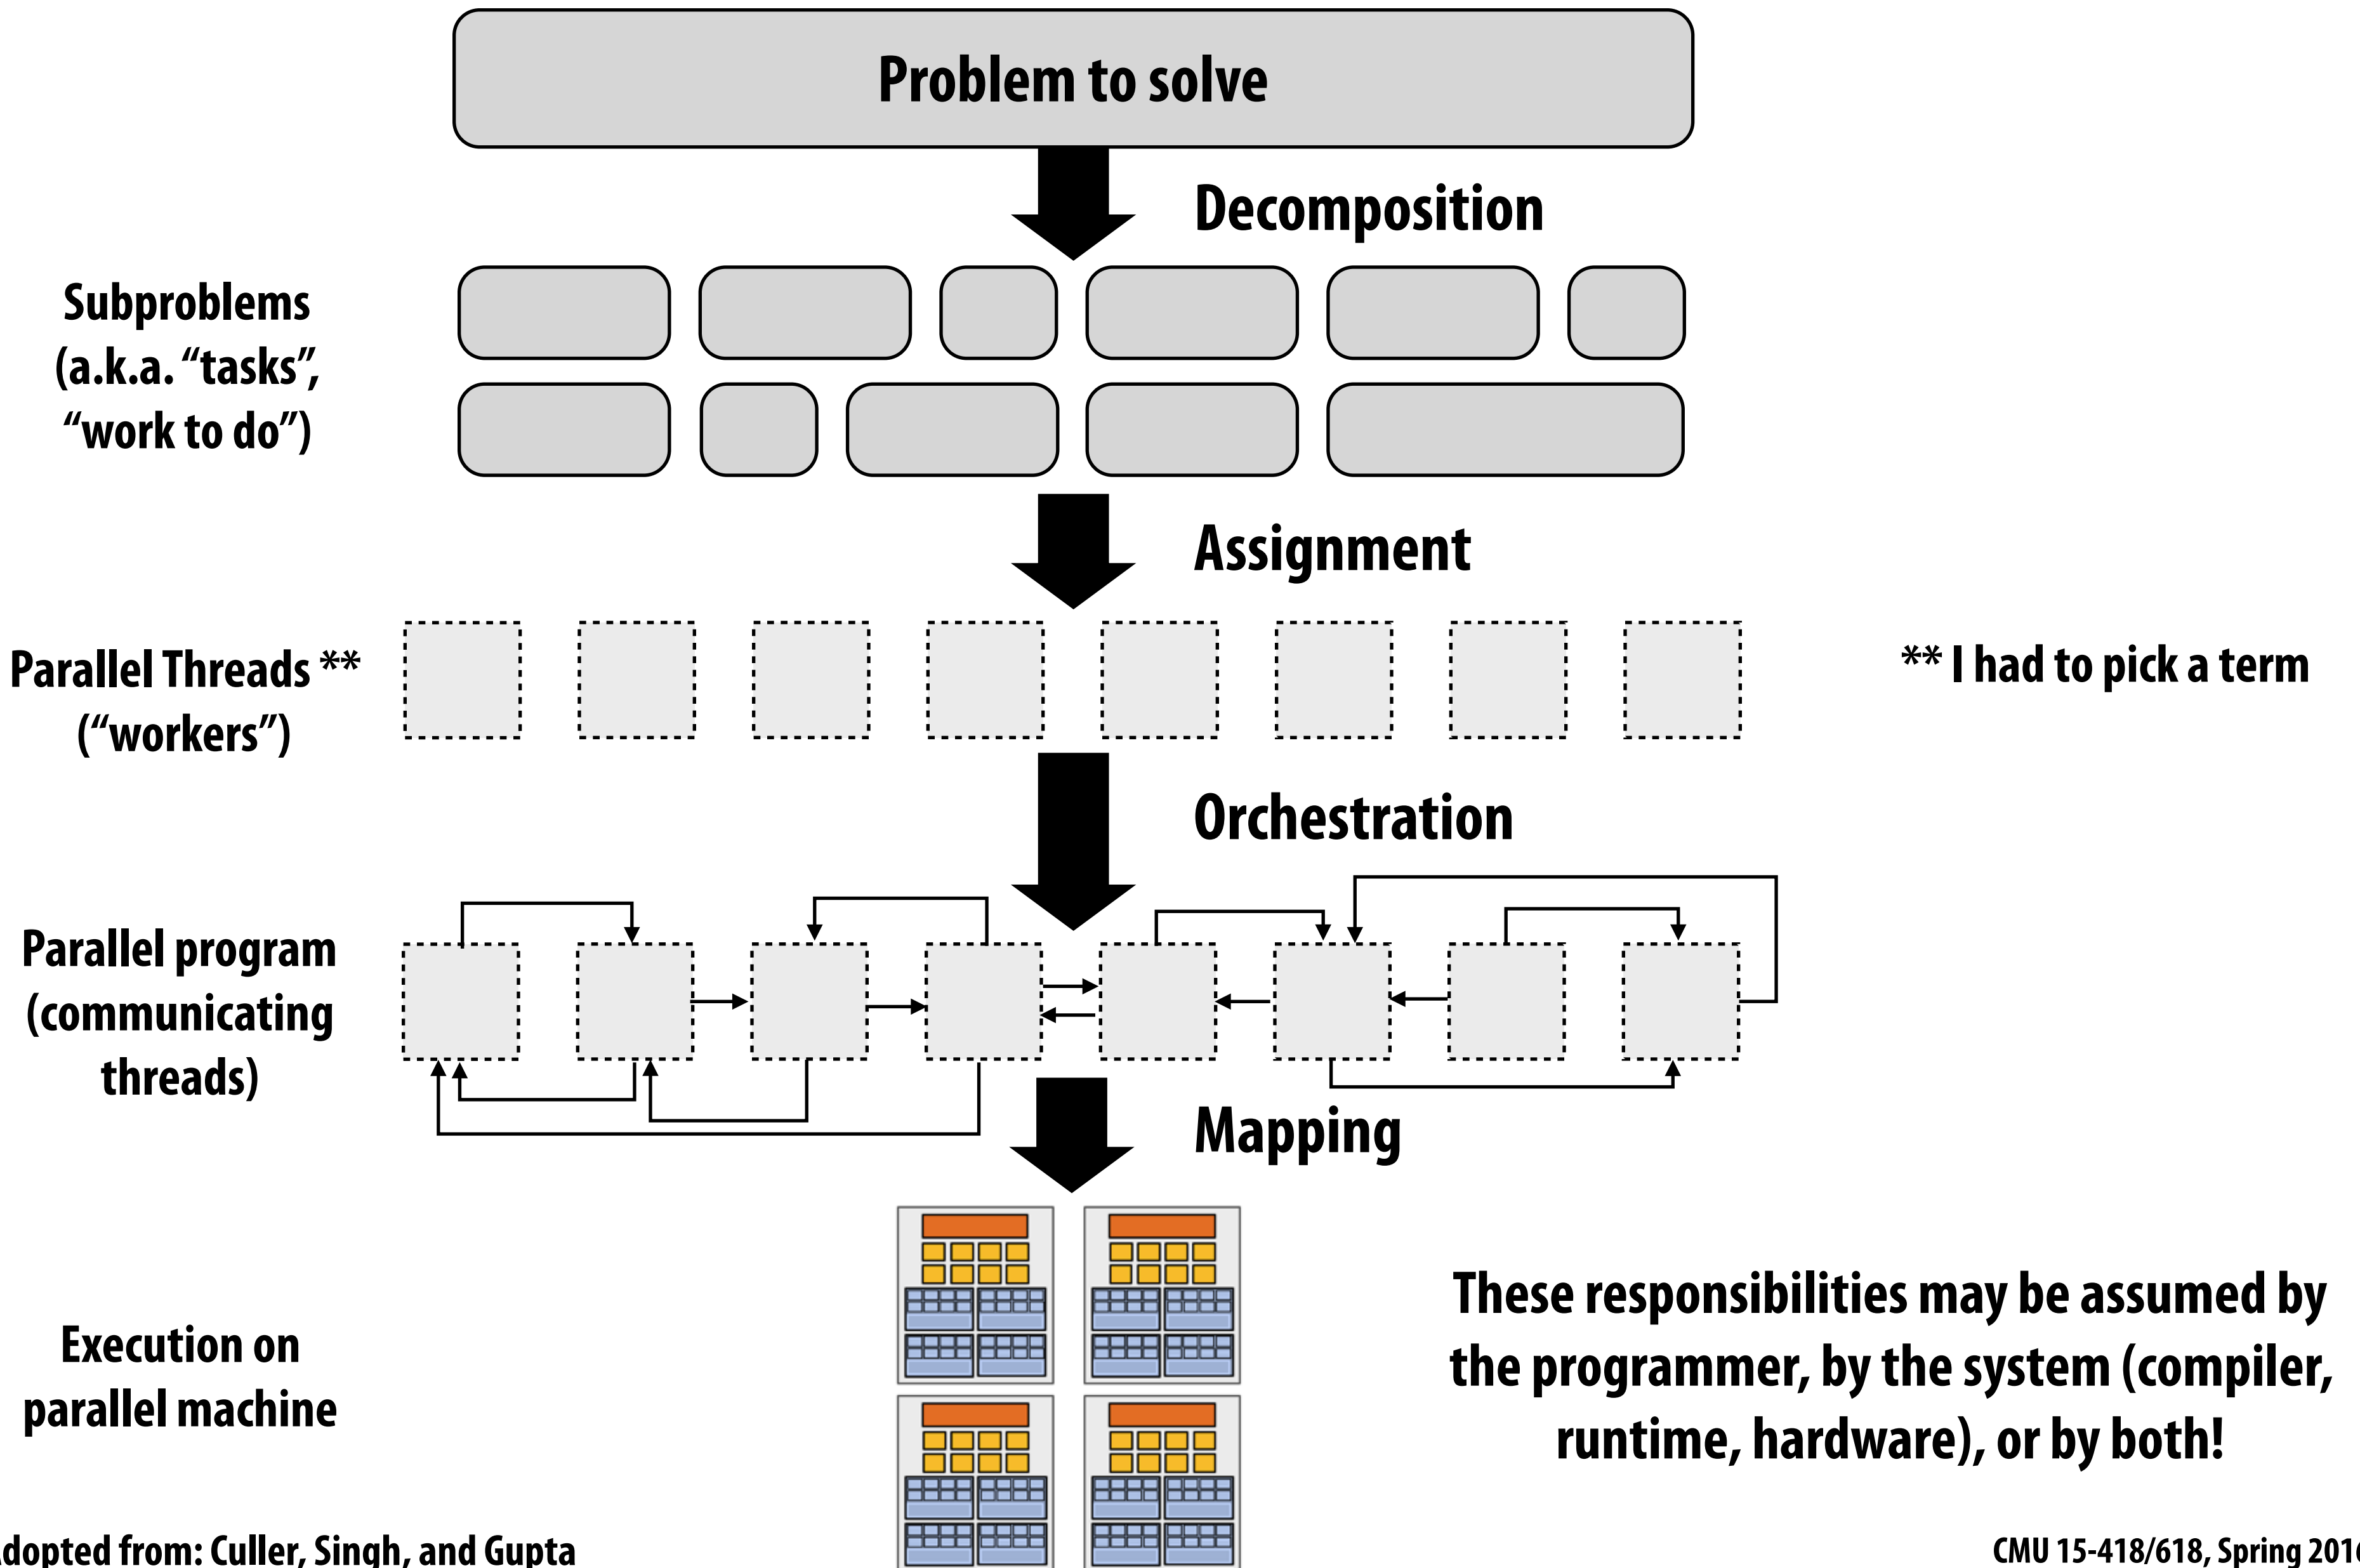 Problem to solve
Decomposition
Subproblems
(a.k.a. “tasks”,
“work to do”)
Assignment
Parallel Threads **
(“workers”)
** I had to pick a term
Orchestration
Parallel program
(communicating
threads)
Mapping
Execution on
parallel machine
These responsibilities may be assumed by
the programmer, by the system (compiler,
runtime, hardware), or by both!
dopted from: Culler, Singh, and Gupta
CMU 15-418/618, Spring 2016